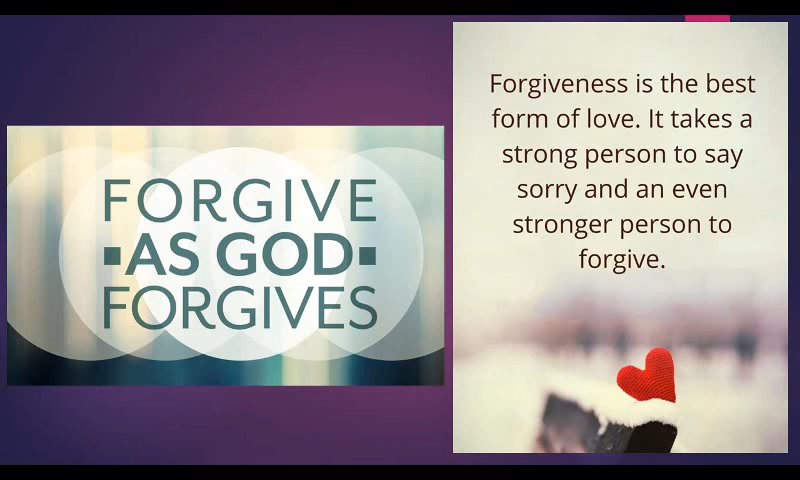 FORGIVE
▪AS GOD▪
FORGIVES
Forgiveness is the best
form of love. It takes a
strong person to say
sorry and an even
stronger person to
forgive.